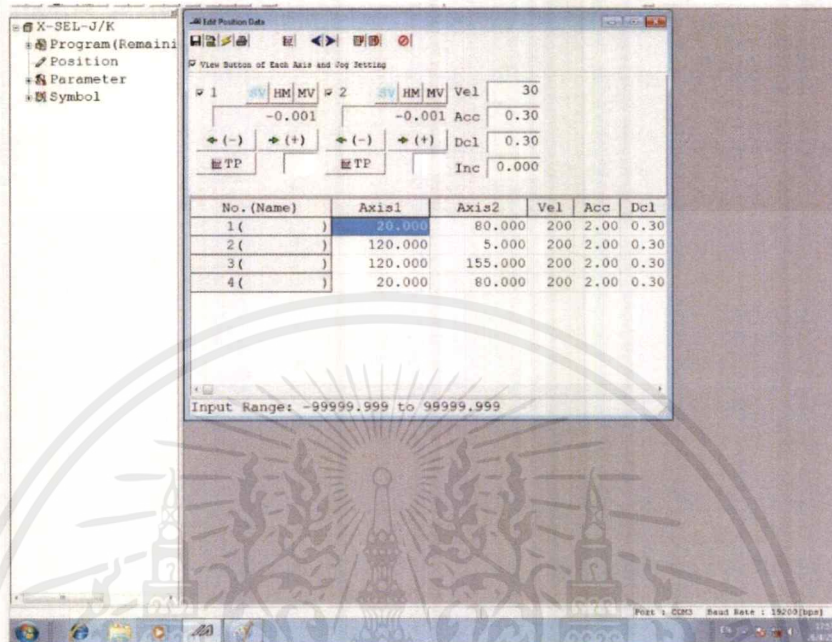 X-SEL-J/K
Program(Remaini
Position
Parameter
Symbol
Edit Position Data
View Button of Each Axis and Jog Setting
1 SV HM MV 2 SV HM MV Vel 30
-0.001 -0.001 Acc 0.30
(-) (+) (-) (+) Dcl 0.30
TP TP Inc 0.000
No.(Name) Axis1 Axis2 Vel Acc Dcl
1( ) 20.000 80.000 200 2.00 0.30
2( ) 120.000 5.000 200 2.00 0.30
3( ) 120.000 155.000 200 2.00 0.30
4( ) 20.000 80.000 200 2.00 0.30
Input Range: -99999.999 to 99999.999
Port : COM3 Baud Rate : 19200[bps]